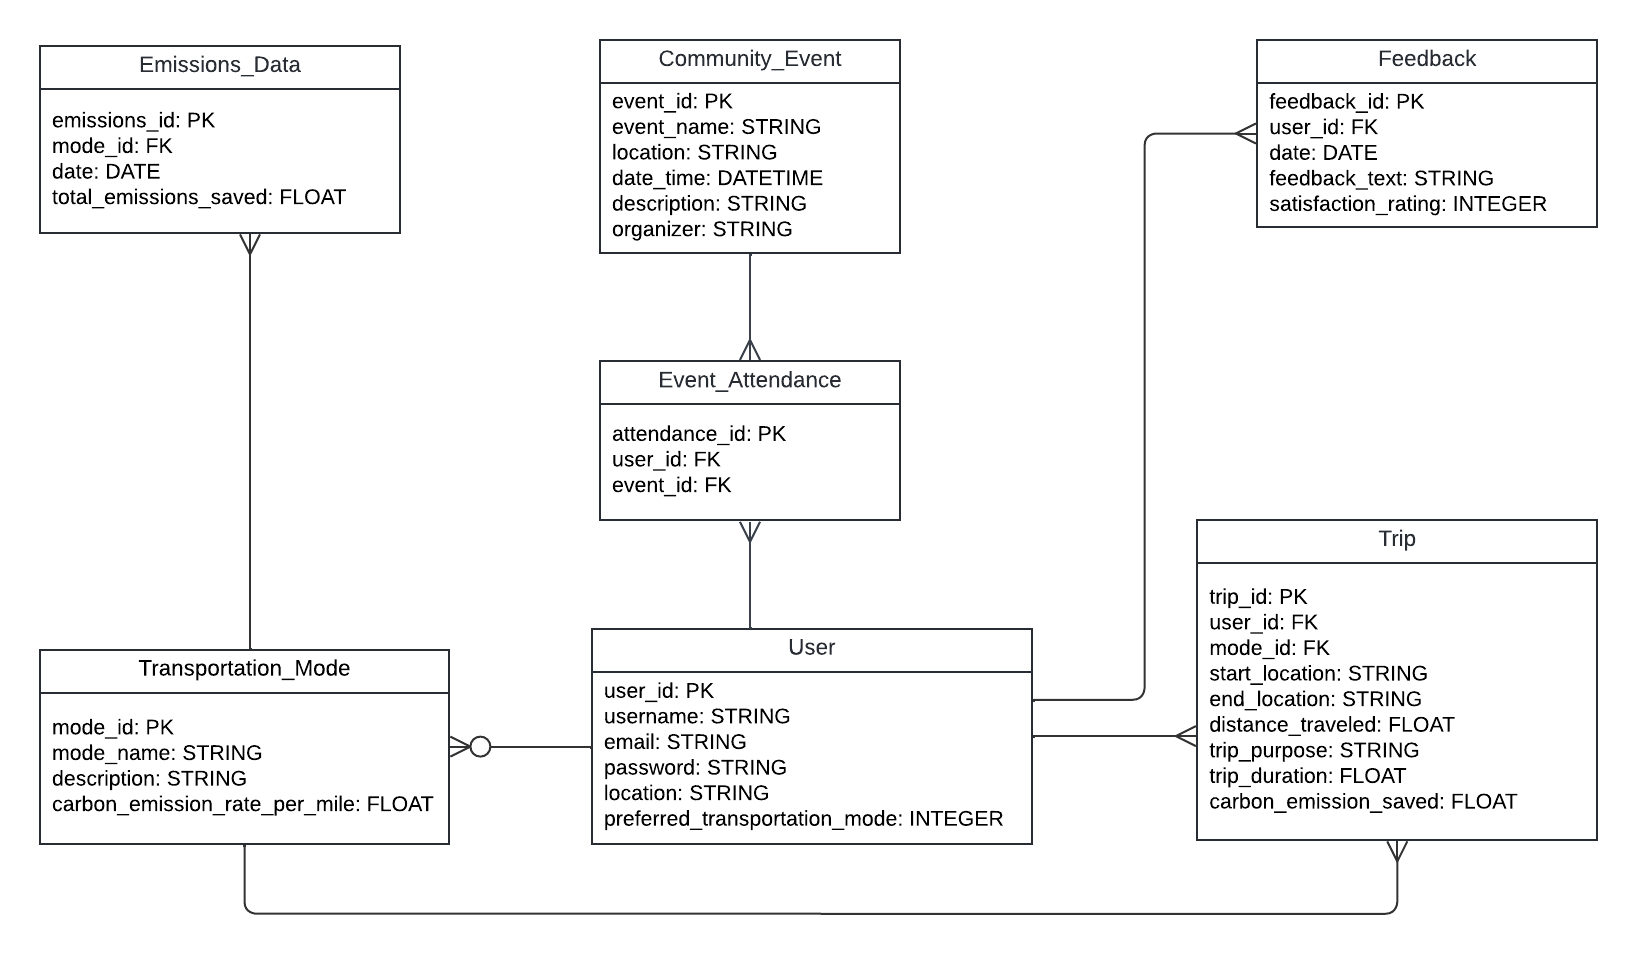 Emissions_Data
emissions_id: PK
mode_id: FK
date: DATE
total_emissions_saved: FLOAT
Community_Event
event_id: PK
event_name: STRING
location: STRING
date_time: DATETIME
description: STRING
organizer: STRING
Feedback
feedback_id: PK
user_id: FK
date: DATE
feedback_text: STRING
satisfaction_rating: INTEGER
Event_Attendance
attendance_id: PK
user_id: FK
event_id: FK
Transportation_Mode
mode_id: PK
mode_name: STRING
description: STRING
carbon_emission_rate_per_mile: FLOAT
User
user_id: PK
username: STRING
email: STRING
password: STRING
location: STRING
preferred_transportation_mode: INTEGER
Trip
trip_id: PK
user_id: FK
mode_id: FK
start_location: STRING
end_location: STRING
distance_traveled: FLOAT
trip_purpose: STRING
trip_duration: FLOAT
carbon_emission_saved: FLOAT